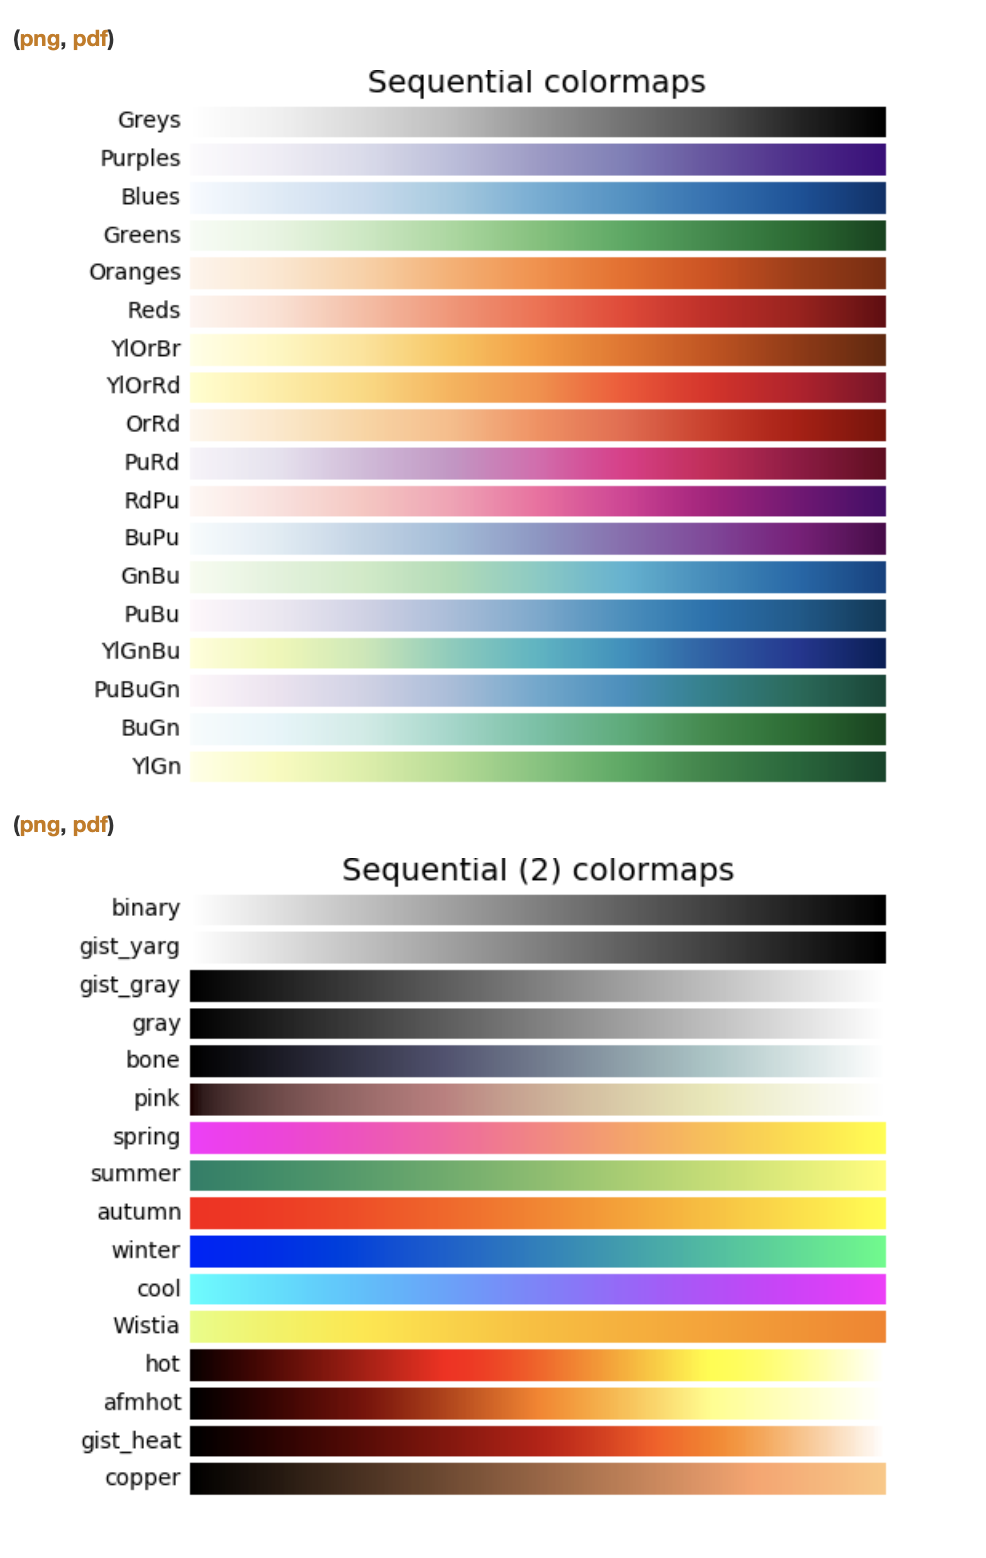 (png, pdf)
Sequential colormaps
Greys
Purples
Blues
Greens
Oranges
Reds
YlOrBr
YlOrRd
OrRd
PuRd
RdPu
BuPu
GnBu
PuBu
YlGnBu
PuBuGn
BuGn
YlGn
(png, pdf)
Sequential (2) colormaps
binary
gist_yarg
gist_gray
gray
bone
pink
spring
summer
autumn
winter
cool
Wistia
hot
afmhot
gist_heat
copper